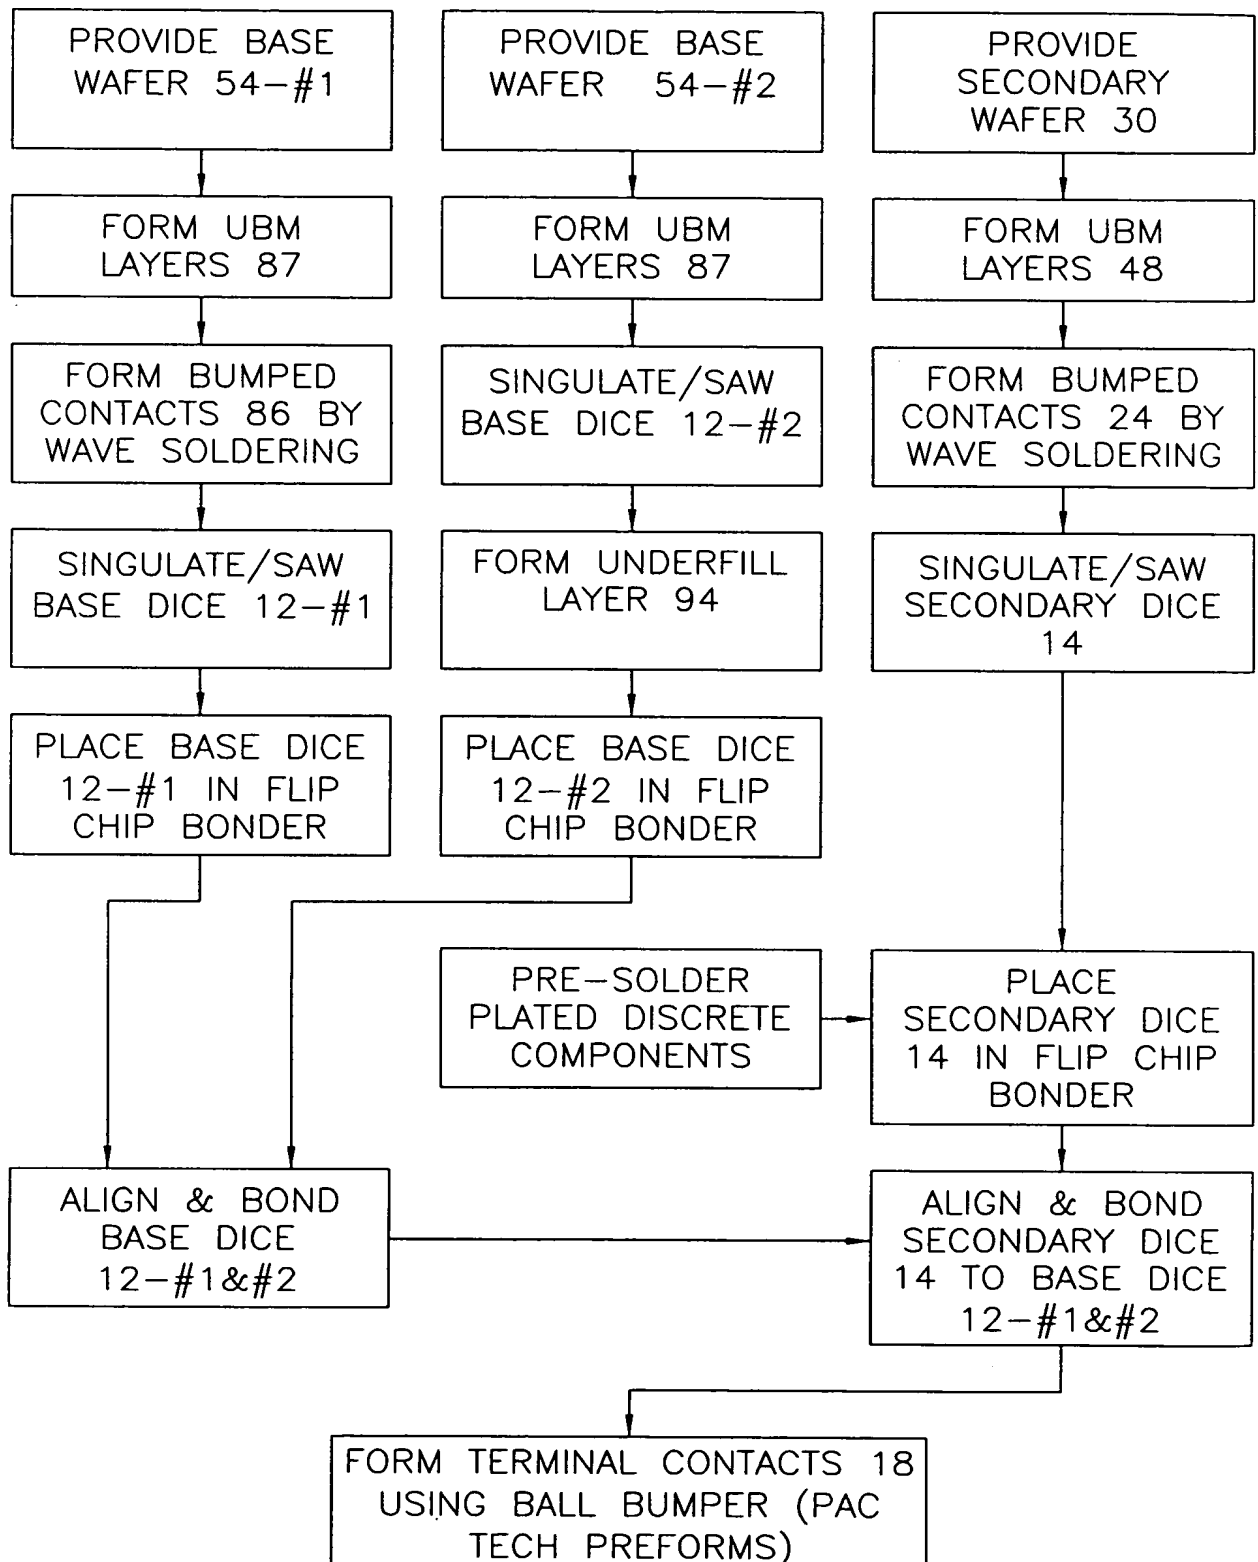 PROVIDE BASE
WAFER 54-#1
PROVIDE BASE
WAFER 54-#2
PROVIDE
SECONDARY
WAFER 30
FORM UBM
LAYERS 87
FORM UBM
LAYERS 87
FORM UBM
LAYERS 48
FORM BUMPED
CONTACTS 86 BY
WAVE SOLDERING
SINGULATE/SAW
BASE DICE 12-#2
FORM BUMPED
CONTACTS 24 BY
WAVE SOLDERING
SINGULATE/SAW
BASE DICE 12-#1
FORM UNDERFILL
LAYER 94
SINGULATE/SAW
SECONDARY DICE
14
PLACE BASE DICE
12-#1 IN FLIP
CHIP BONDER
PLACE BASE DICE
12-#2 IN FLIP
CHIP BONDER
PRE-SOLDER
PLATED DISCRETE
COMPONENTS
PLACE
SECONDARY DICE
14 IN FLIP CHIP
BONDER
ALIGN & BOND
BASE DICE
12-#1&#2
ALIGN & BOND
SECONDARY DICE
14 TO BASE DICE
12-#1&#2
FORM TERMINAL CONTACTS 18
USING BALL BUMPER (PAC
TECH PREFORMS)